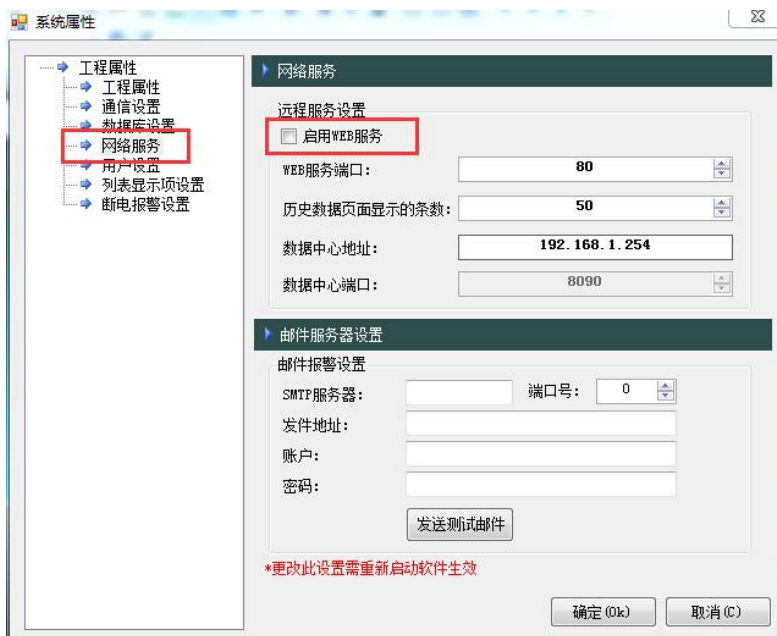 系统属性
工程属性
工程属性
通信设置
数据库设置
网络服务
用户设置
列表显示项设置
断电报警设置
网络服务
远程服务设置
启用WEB服务
WEB服务端口： 80
历史数据页面显示的条数： 50
数据中心地址： 192.168.1.254
数据中心端口： 8090
邮件服务器设置
邮件报警设置
SMTP服务器： 端口号： 0
发件地址：
账户：
密码：
发送测试邮件
*更改此设置需重新启动软件生效
确定(Ok) 取消(C)